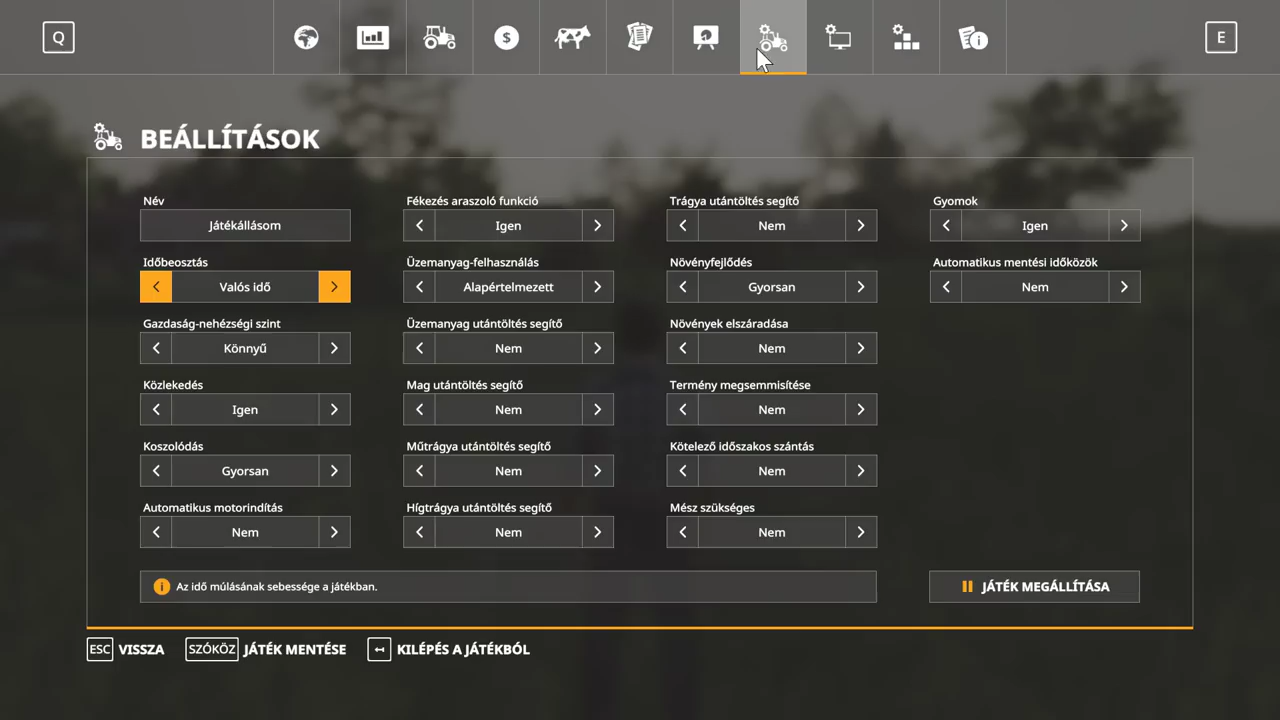 Q
E
BEÁLLÍTÁSOK
Név
Játékállásom
Időbeosztás
Valós idő
Gazdaság-nehézségi szint
Könnyű
Közlekedés
Igen
Koszolódás
Gyorsan
Automatikus motorindítás
Nem
Fékezés araszoló funkció
Igen
Üzemanyag-felhasználás
Alapértelmezett
Üzemanyag utántöltés segítő
Nem
Mag utántöltés segítő
Nem
Műtrágya utántöltés segítő
Nem
Hígtrágya utántöltés segítő
Nem
Trágya utántöltés segítő
Nem
Növényfejlődés
Gyorsan
Növények elszáradása
Nem
Termény megsemmisítése
Nem
Kötelező időszakos szántás
Nem
Mész szükséges
Nem
Gyomok
Igen
Automatikus mentési időközök
Nem
Az idő múlásának sebessége a játékban.
JÁTÉK MEGÁLLÍTÁSA
ESC VISSZA SZÓKÖZ JÁTÉK MENTÉSE KILÉPÉS A JÁTÉKBÓL